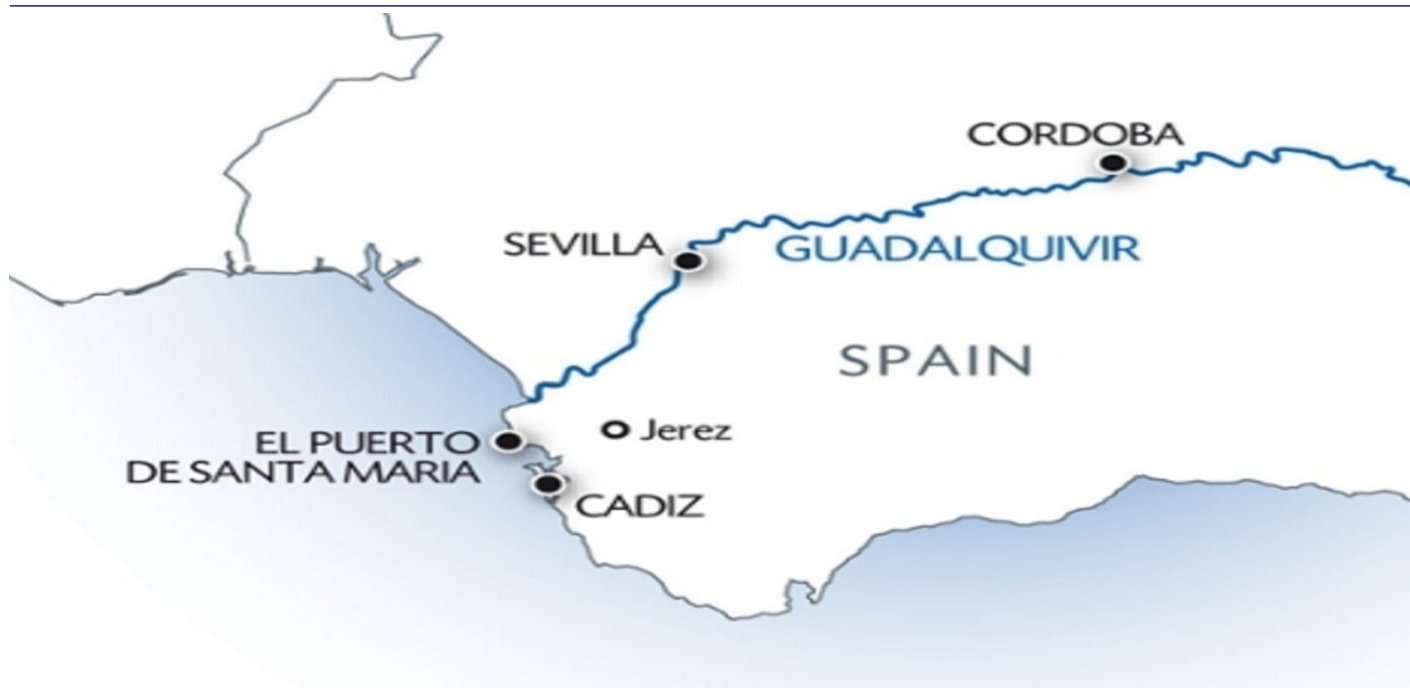 CORDOBA
SEVILLA
GUADALQUIVIR
SPAIN
Jerez
EL PUERTO
DE SANTA MARIA
CADIZ